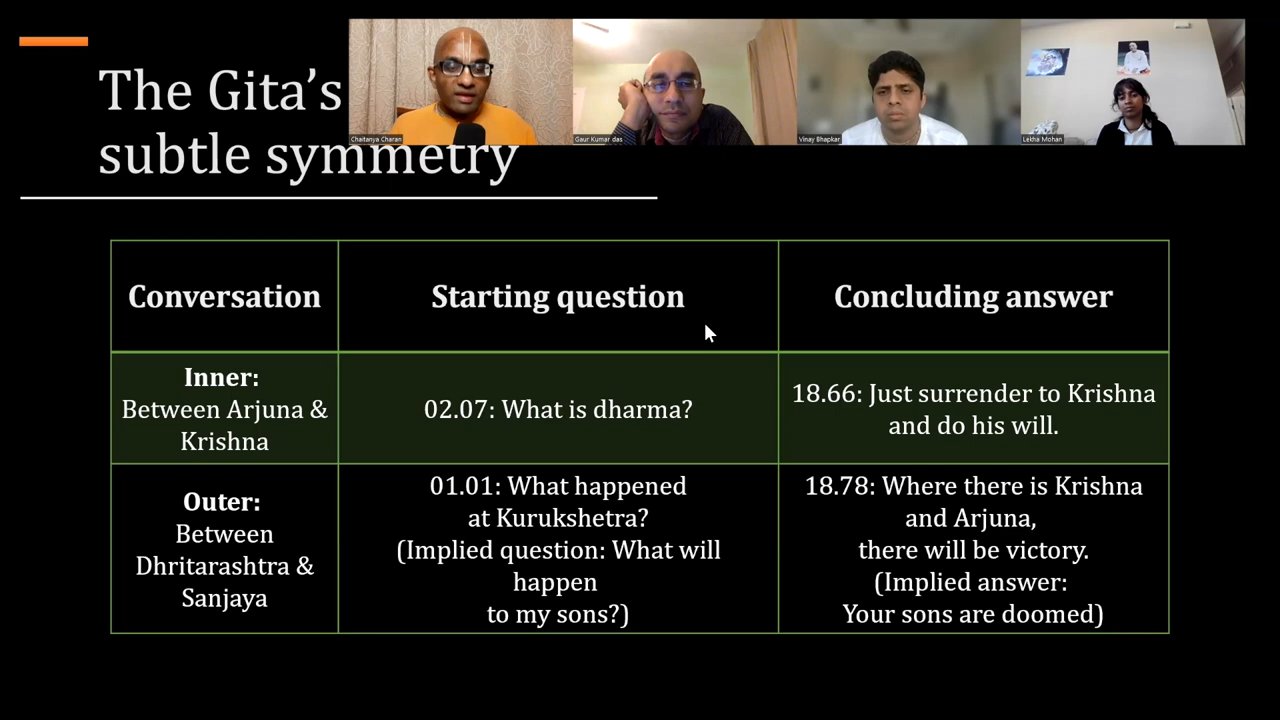 The Gita's
subtle symmetry
Chaitanya Charan
Gaur Kumar das
Vinay Bhapkar
Lekha Mohan
Conversation
Starting question
Concluding answer
Inner:
Between Arjuna &
Krishna
02.07: What is dharma?
18.66: Just surrender to Krishna
and do his will.
Outer:
Between
Dhritarashtra &
Sanjaya
01.01: What happened
at Kurukshetra?
(Implied question: What will
happen
to my sons?)
18.78: Where there is Krishna
and Arjuna,
there will be victory.
(Implied answer:
Your sons are doomed)